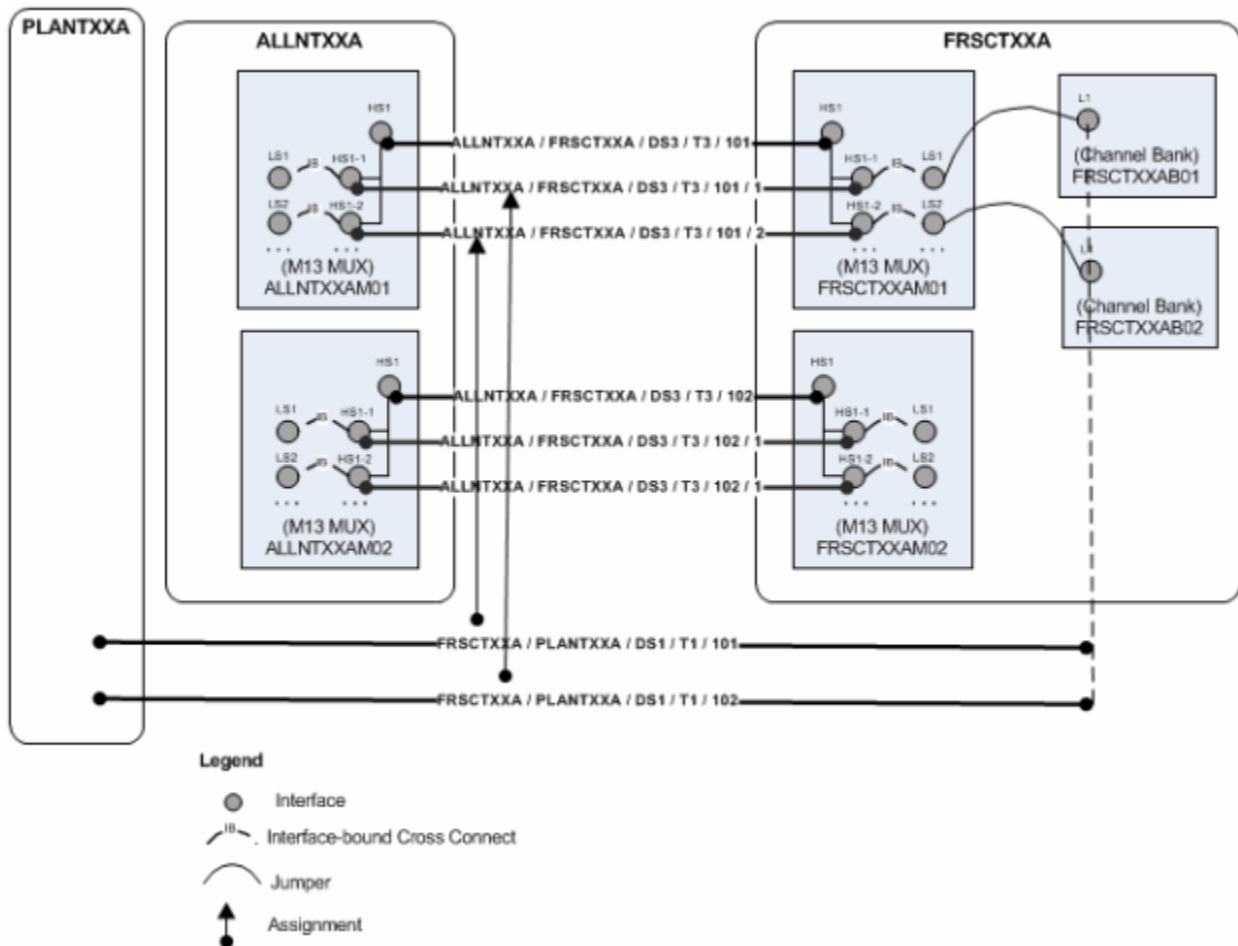 PLANTXXA
ALLNTXXA
FRSCTXXA
HS1
LS1
IB
HS1-1
LS2
IB
HS1-2
...
...
(M13 MUX)
ALLNTXXAM01
ALLNTXXA / FRSCTXXA / DS3 / T3 / 101
ALLNTXXA / FRSCTXXA / DS3 / T3 / 101 / 1
ALLNTXXA / FRSCTXXA / DS3 / T3 / 101 / 2
HS1
HS1-1
IB
LS1
HS1-2
IB
LS2
...
...
(M13 MUX)
FRSCTXXAM01
L1
(Channel Bank)
FRSCTXXAB01
(Channel Bank)
FRSCTXXAB02
HS1
LS1
IB
HS1-1
LS2
IB
HS1-2
...
...
(M13 MUX)
ALLNTXXAM02
ALLNTXXA / FRSCTXXA / DS3 / T3 / 102
ALLNTXXA / FRSCTXXA / DS3 / T3 / 102 / 1
ALLNTXXA / FRSCTXXA / DS3 / T3 / 102 / 1
HS1
HS1-1
IB
LS1
HS1-2
IB
LS2
...
...
(M13 MUX)
FRSCTXXAM02
FRSCTXXA / PLANTXXA / DS1 / T1 / 101
FRSCTXXA / PLANTXXA / DS1 / T1 / 102
Legend
Interface
IB
Interface-bound Cross Connect
Jumper
Assignment